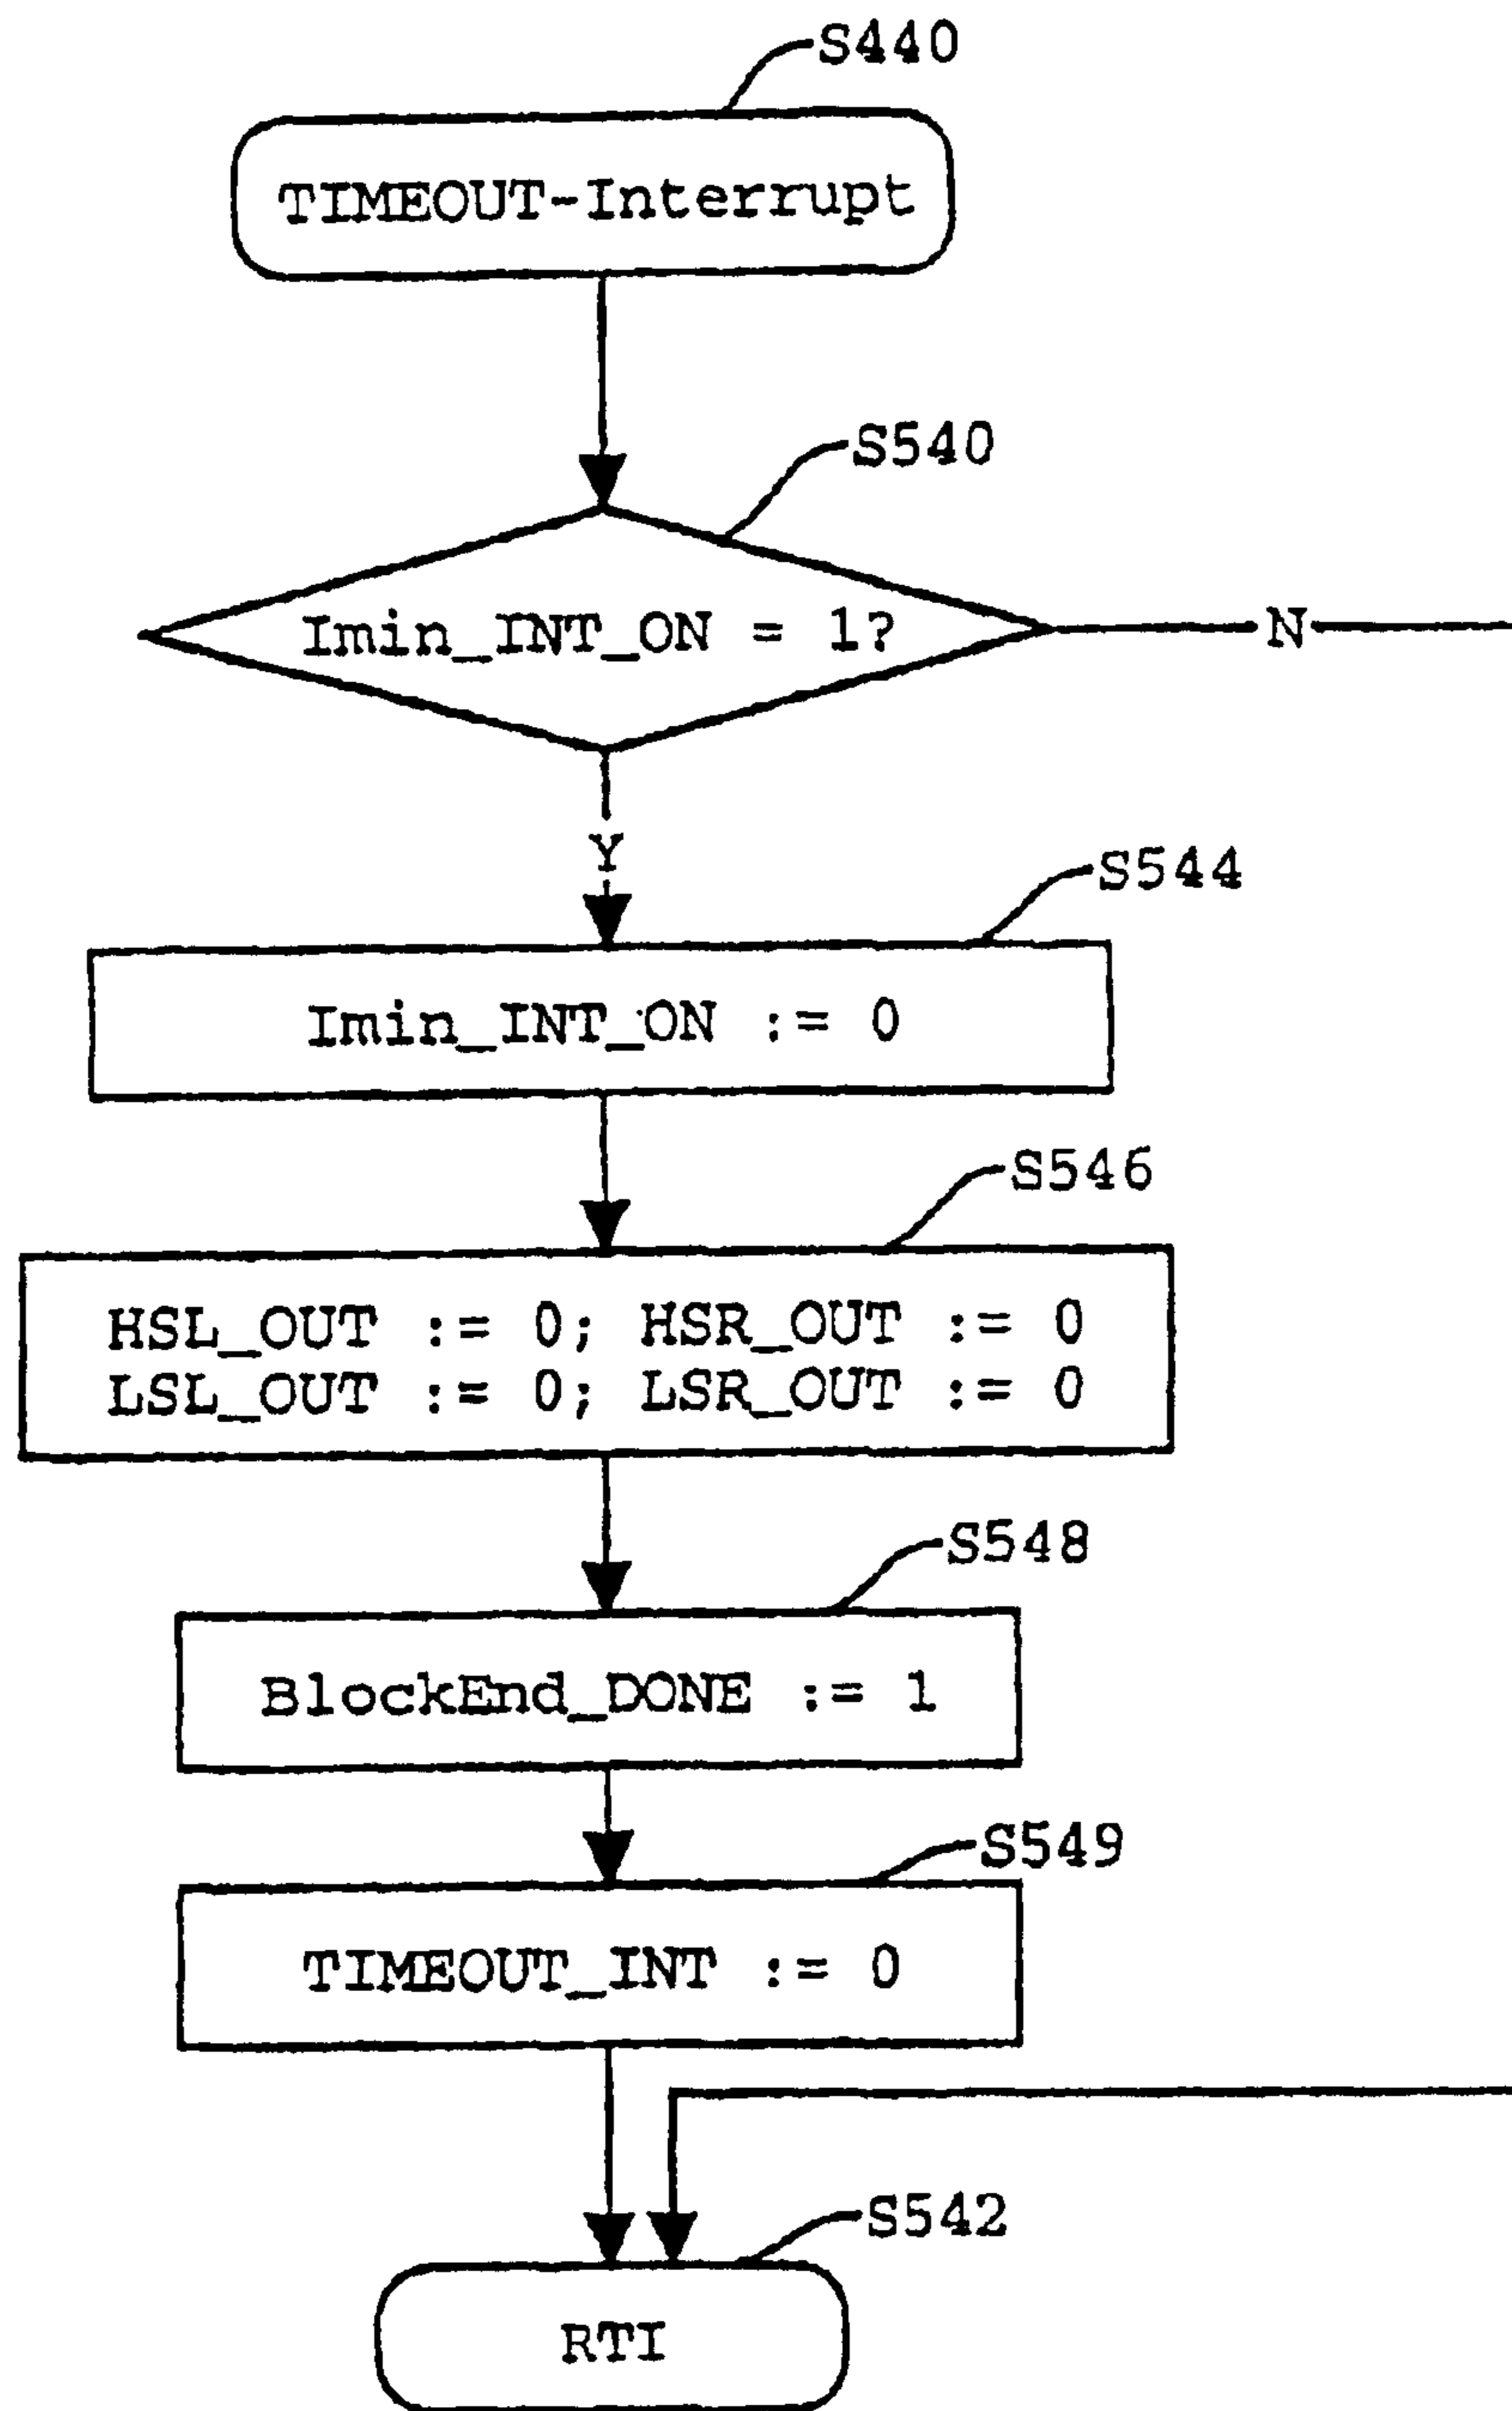 S440
TIMEOUT-Interrupt
S540
Imin_INT_ON = 1?
N
Y
S544
Imin_INT_ON := 0
S546
HSL_OUT := 0; HSR_OUT := 0
LSL_OUT := 0; LSR_OUT := 0
S548
BlockEnd_DONE := 1
S549
TIMEOUT_INT := 0
S542
RTI